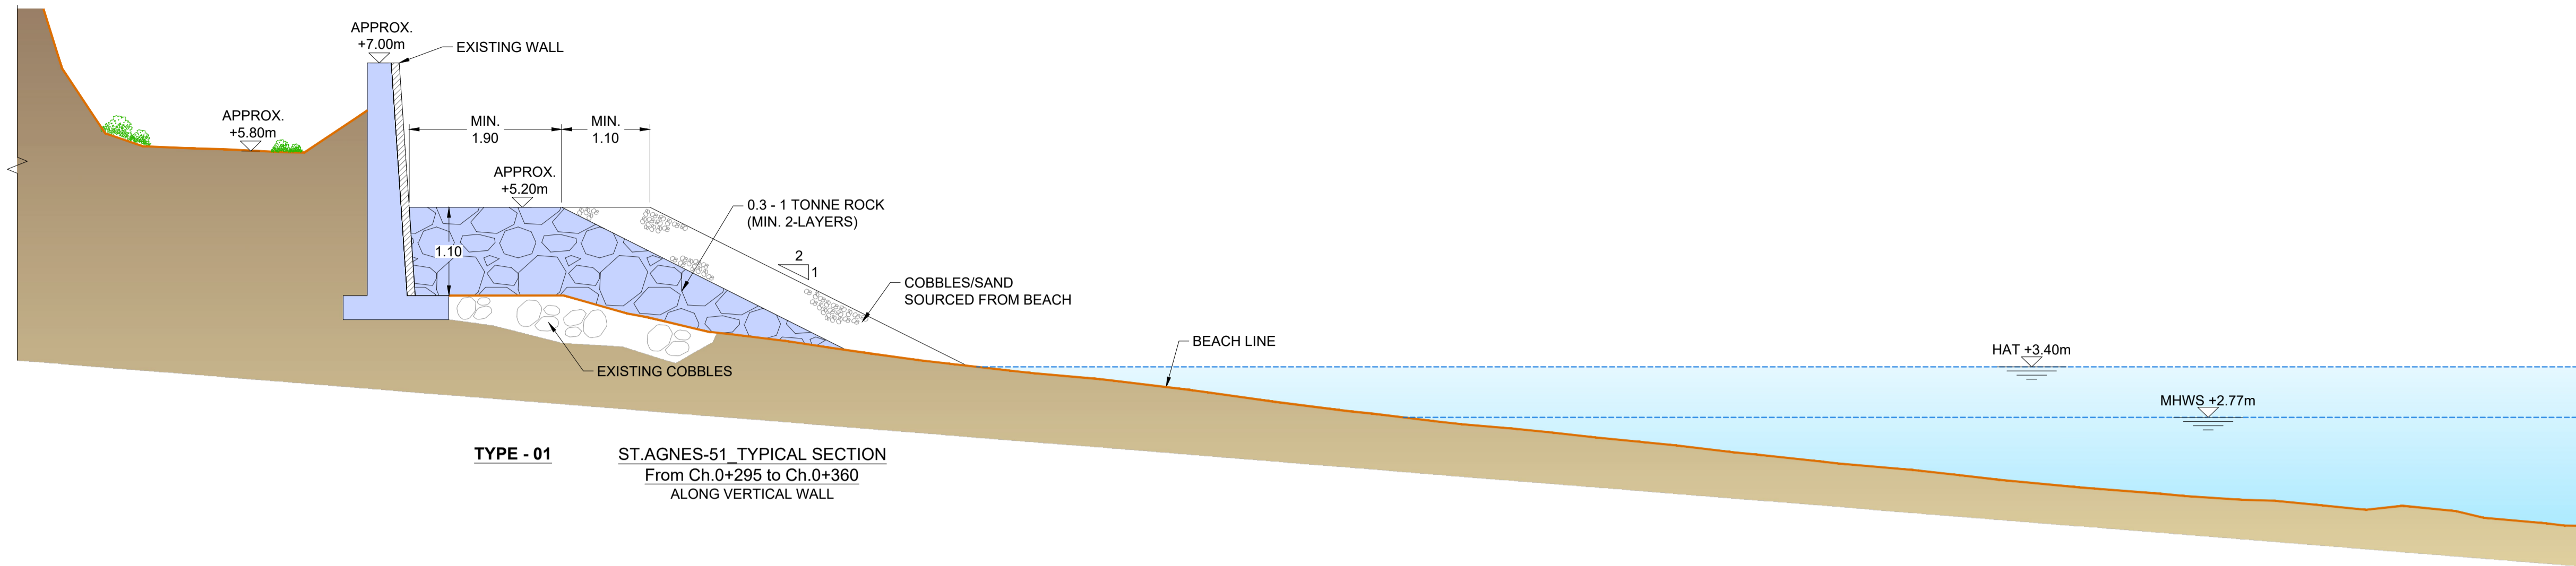 APPROX.
+7.00m
EXISTING WALL
APPROX.
+5.80m
MIN.
1.90
MIN.
1.10
APPROX.
+5.20m
0.3 - 1 TONNE ROCK
(MIN. 2-LAYERS)
1.10
2
1
COBBLES/SAND
SOURCED FROM BEACH
BEACH LINE
HAT +3.40m
EXISTING COBBLES
MHWS +2.77m
TYPE - 01
ST.AGNES-51_TYPICAL SECTION
From Ch.0+295 to Ch.0+360
ALONG VERTICAL WALL